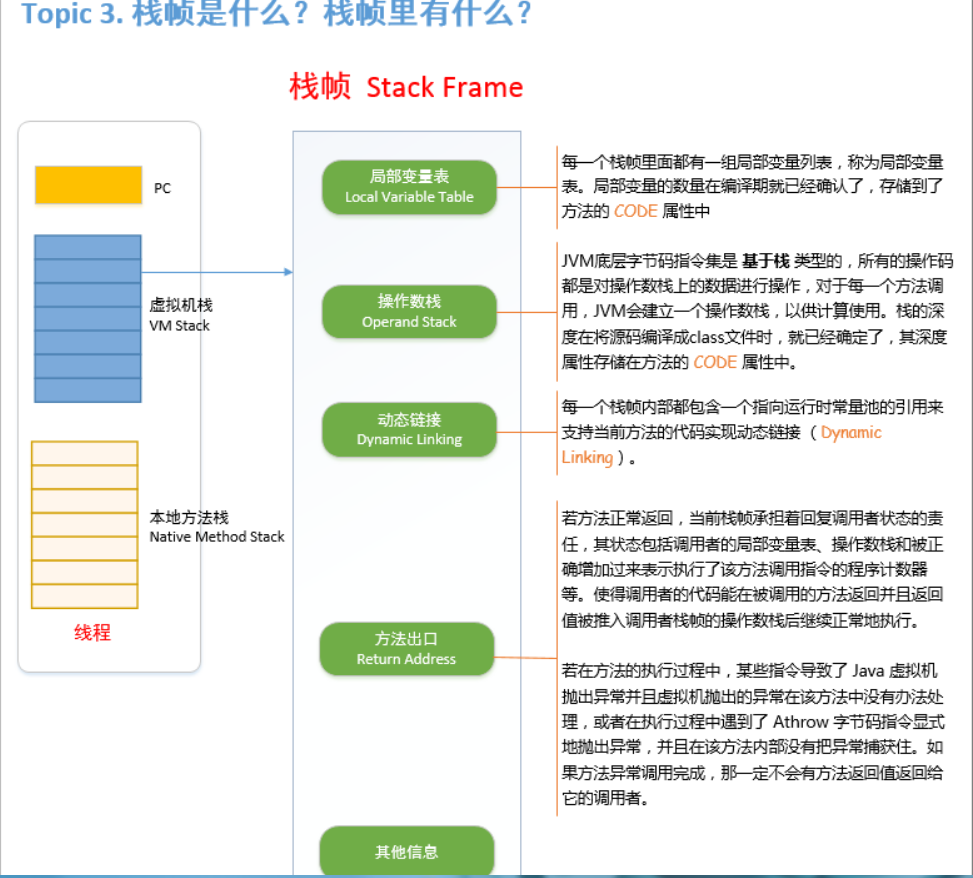 Topic 3. 栈帧是什么？栈帧里有什么？
栈帧 Stack Frame
PC
虚拟机栈
VM Stack
本地方法栈
Native Method Stack
线程
局部变量表
Local Variable Table
每一个栈帧里面都有一组局部变量列表，称为局部变量
表。局部变量的数量在编译期就已经确认了，存储到了
方法的 CODE 属性中
操作数栈
Operand Stack
JVM底层字节码指令集是 基于栈 类型的，所有的操作码
都是对操作数栈上的数据进行操作，对于每一个方法调
用，JVM会建立一个操作数栈，以供计算使用。栈的深
度在将源码编译成class文件时，就已经确定了，其深度
属性存储在方法的 CODE 属性中。
动态链接
Dynamic Linking
每一个栈帧内部都包含一个指向运行时常量池的引用来
支持当前方法的代码实现动态链接 （ Dynamic
Linking ）。
方法出口
Return Address
若方法正常返回，当前栈帧承担着回复调用者状态的责
任，其状态包括调用者的局部变量表、操作数栈和被正
确增加过来表示执行了该方法调用指令的程序计数器
等。使得调用者的代码能在被调用的方法返回并且返回
值被推入调用者栈帧的操作数栈后继续正常地执行。
若在方法的执行过程中，某些指令导致了 Java 虚拟机
抛出异常并且虚拟机抛出的异常在该方法中没有办法处
理，或者在执行过程中遇到了 Athrow 字节码指令显式
地抛出异常，并且在该方法内部没有把异常捕获住。如
果方法异常调用完成，那一定不会有方法返回值返回给
它的调用者。
其他信息